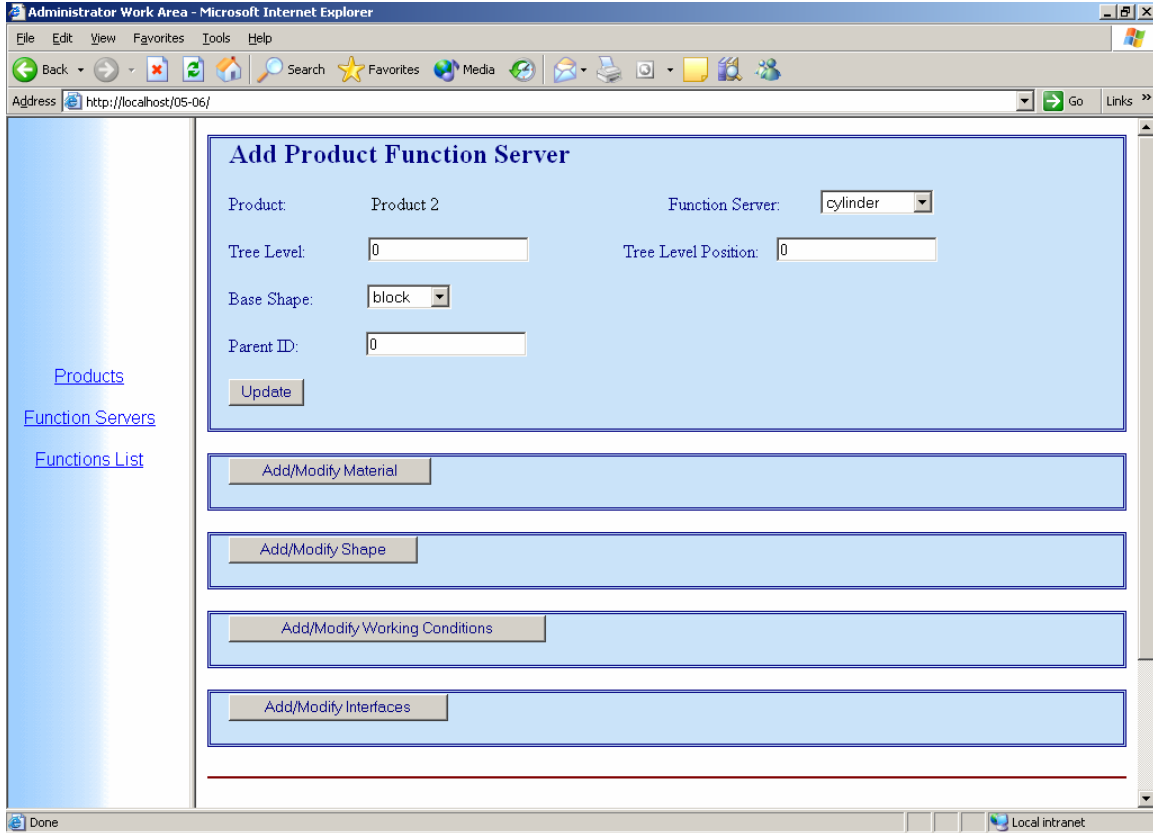 Administrator Work Area - Microsoft Internet Explorer
File Edit View Favorites Tools Help
Back Search Favorites Media
Address http://localhost/05-06/ Go Links »
Add Product Function Server
Product: Product 2 Function Server: cylinder
Tree Level: 0 Tree Level Position: 0
Base Shape: block
Parent ID: 0
Update
Products
Function Servers
Functions List
Add/Modify Material
Add/Modify Shape
Add/Modify Working Conditions
Add/Modify Interfaces
Done Local intranet